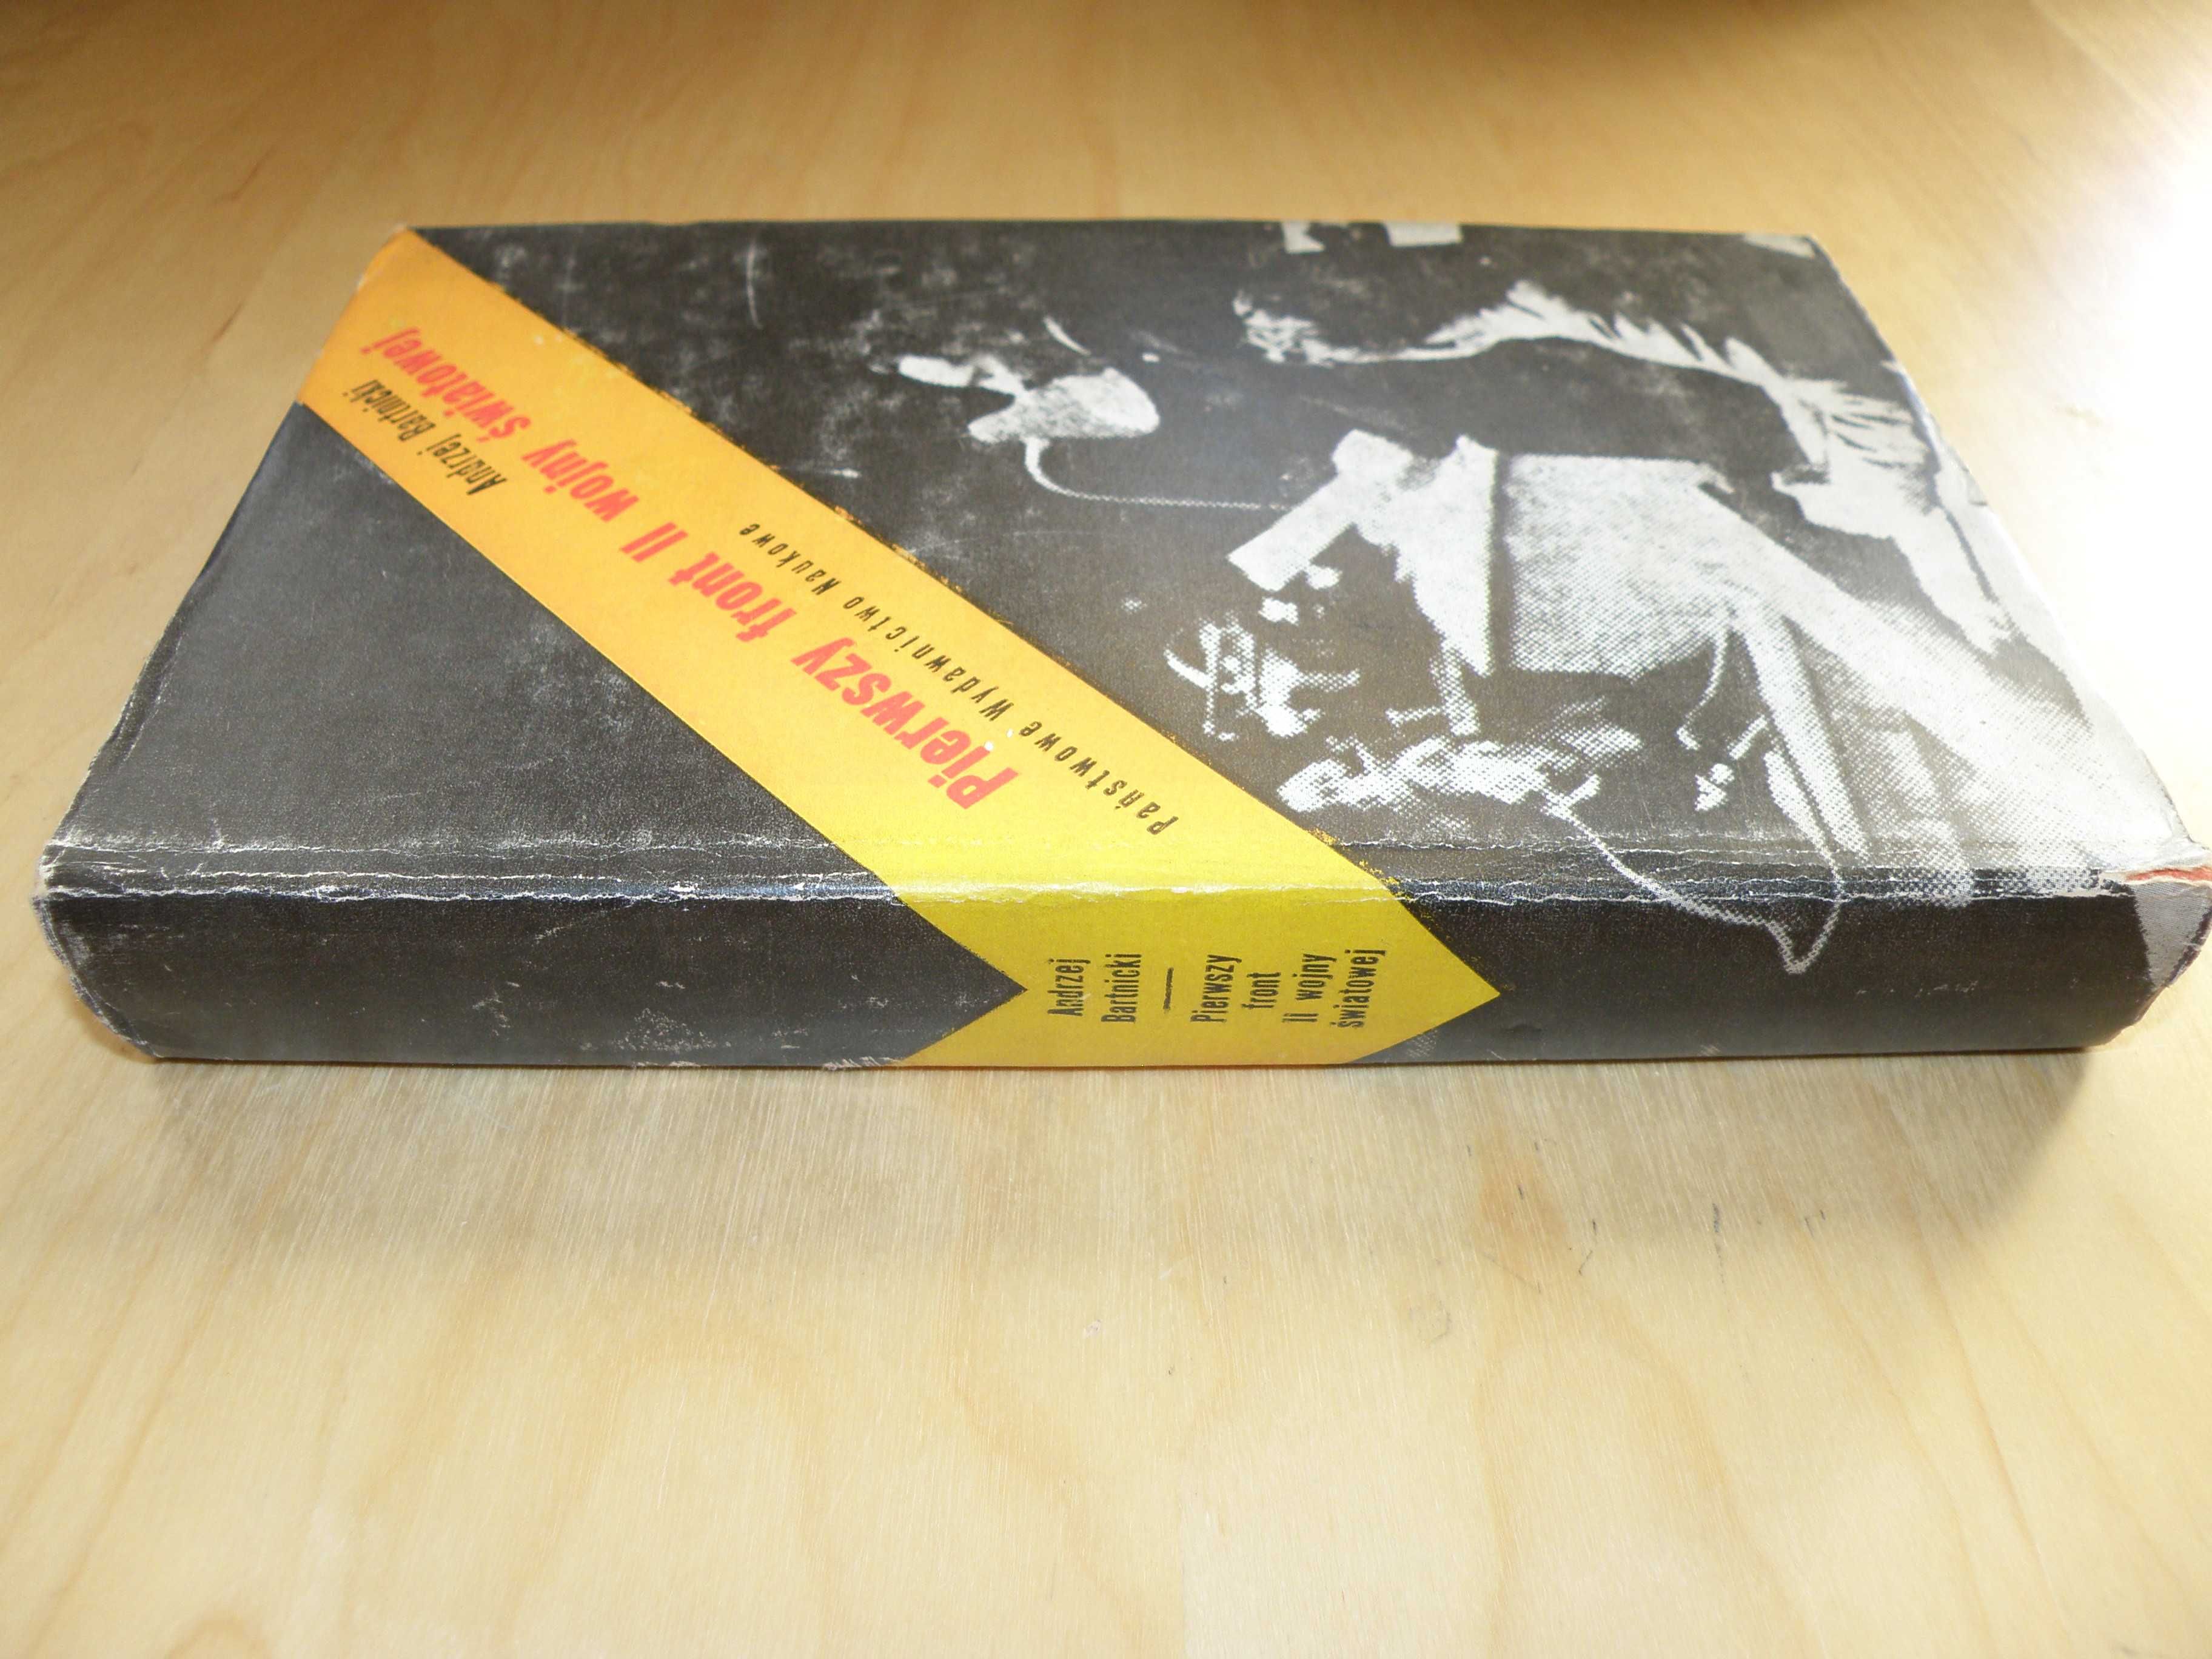 Andrzej Bartnicki
Pierwszy front II wojny światowej
Państwowe Wydawnictwo Naukowe
Andrzej
Bartnicki
Pierwszy
front
II wojny
światowej